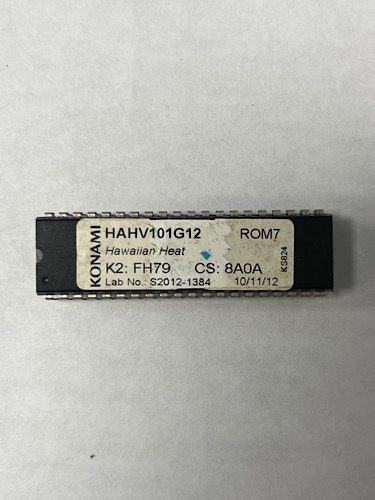 KONAMI
HAHV101G12 ROM7
Hawaiian Heat
K2: FH79 CS: 8A0A
Lab No.: S2012-1384 10/11/12
KS824